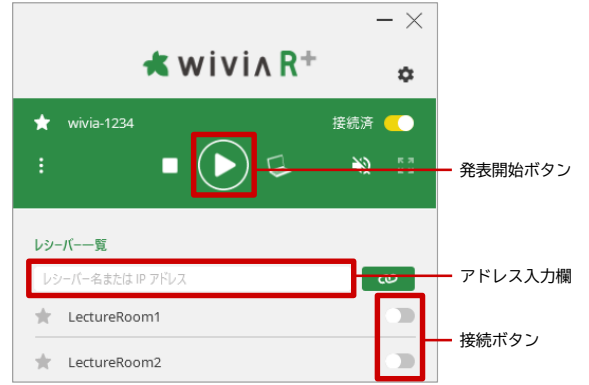 wivia R+
wivia-1234
接続済
発表開始ボタン
レシーバー一覧
レシーバー名または IP アドレス
アドレス入力欄
LectureRoom1
接続ボタン
LectureRoom2